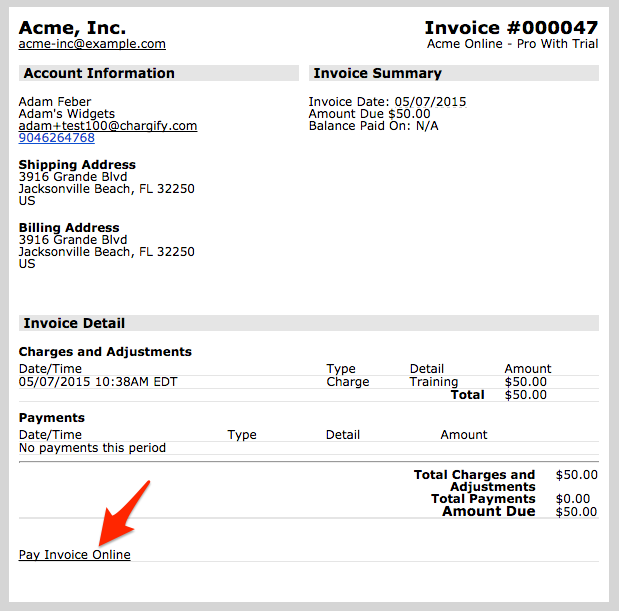 Acme, Inc.
acme-inc@example.com
Invoice #000047
Acme Online - Pro With Trial
Account Information
Adam Feber
Adam's Widgets
adam+test100@chargify.com
9046264768
Shipping Address
3916 Grande Blvd
Jacksonville Beach, FL 32250
US
Billing Address
3916 Grande Blvd
Jacksonville Beach, FL 32250
US
Invoice Summary
Invoice Date: 05/07/2015
Amount Due $50.00
Balance Paid On: N/A
Invoice Detail
Charges and Adjustments
Date/Time Type Detail Amount
05/07/2015 10:38AM EDT Charge Training $50.00
Total $50.00
Payments
Date/Time Type Detail Amount
No payments this period
Total Charges and $50.00
Adjustments
Total Payments $0.00
Amount Due $50.00
Pay Invoice Online